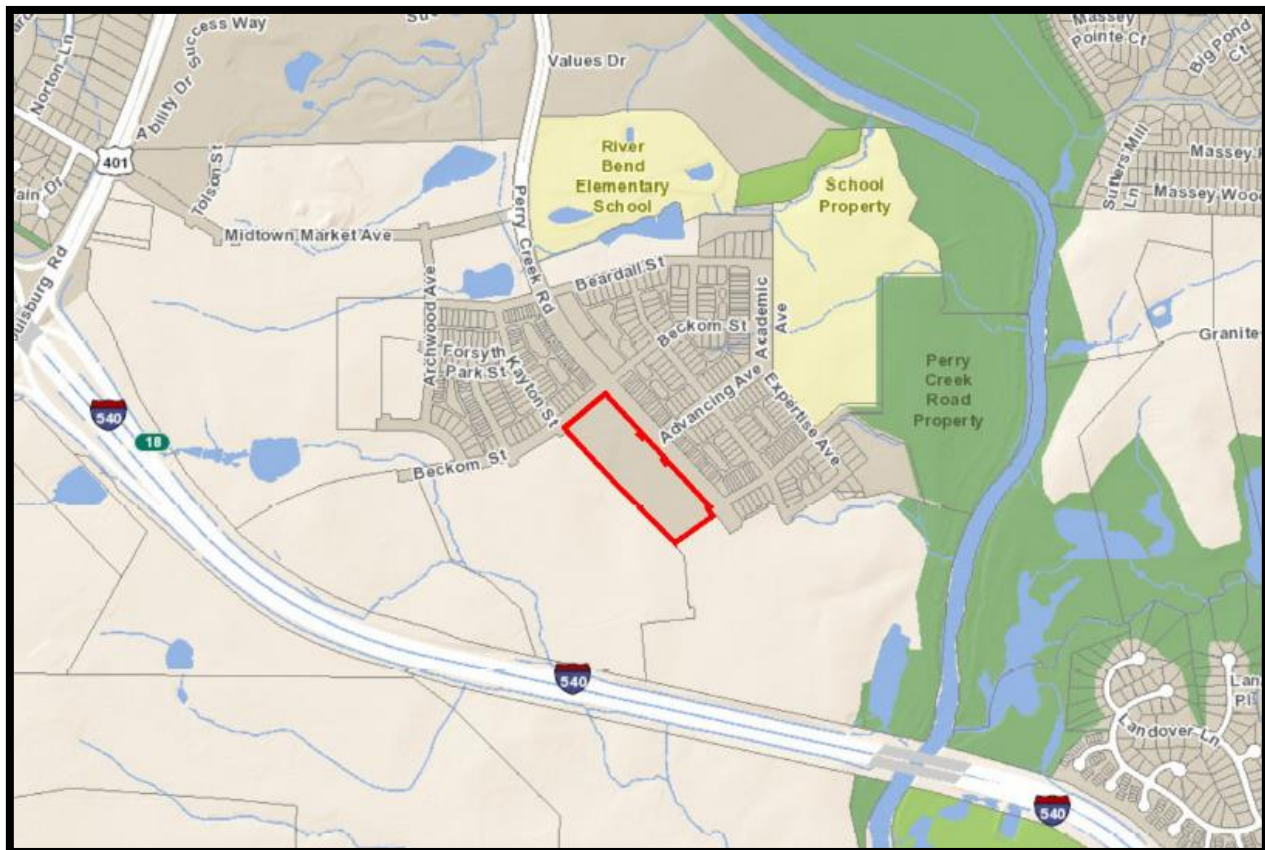 Success Way
Norton Ln
Ability Dr
401
Tolson St
Values Dr
Perry Creek Rd
Massey
Pointe Ct
Big Pond
Ct
Massey
Sutters Mill
Ln
Massey Wood
River
Bend
Elementary
School
School
Property
Midtown Market Ave
Beardall St
Archwood Ave
Beckom St
Academic
Ave
Forsyth
Park St
Kayton St
Advancing Ave
Expertise Ave
Perry
Creek
Road
Property
Granite
540
18
Beckom St
540
Landover Ln
Pl
540